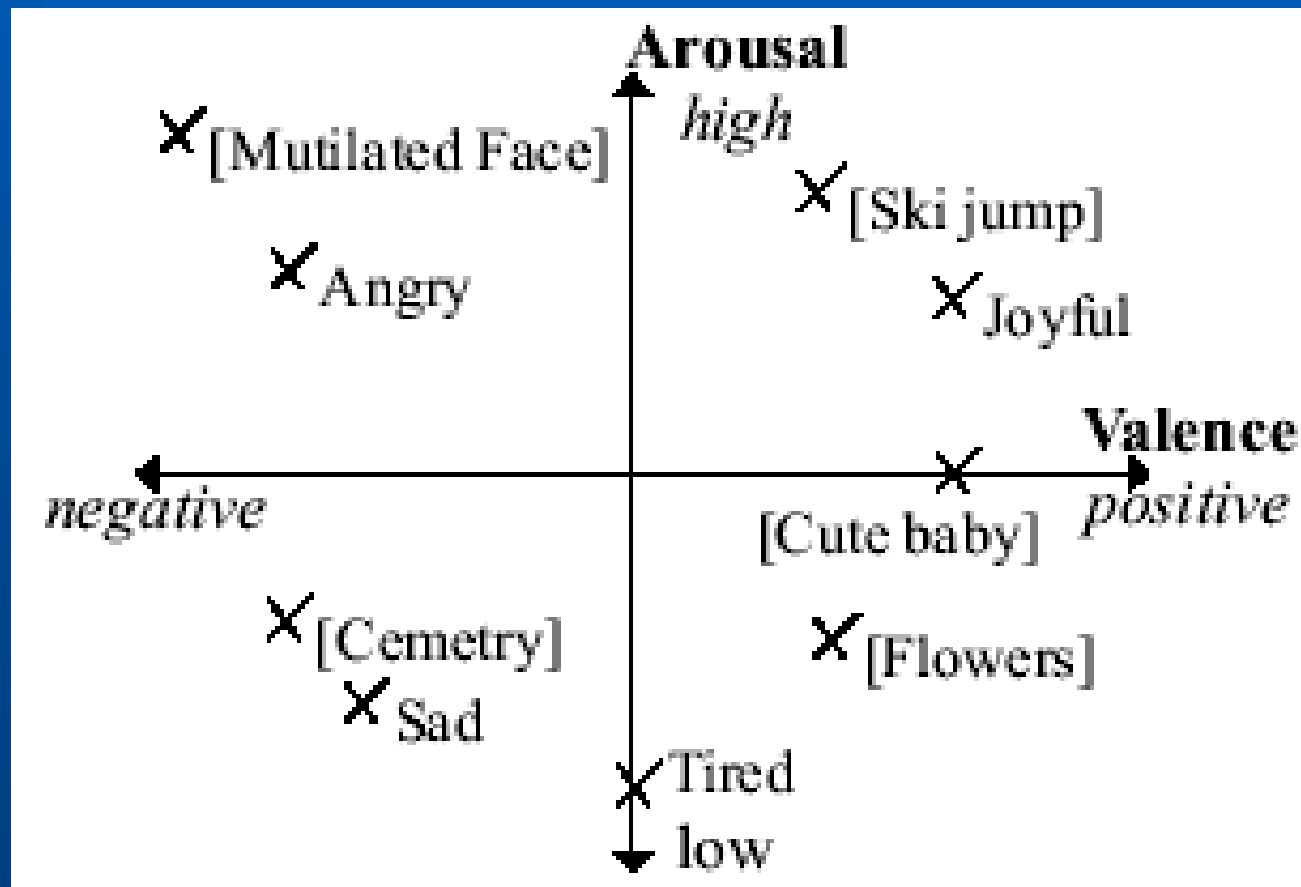 Arousal
high
[Mutilated Face]
[Ski jump]
Angry
Joyful
Valence
negative
positive
[Cute baby]
[Cemetry]
[Flowers]
Sad
Tired
low